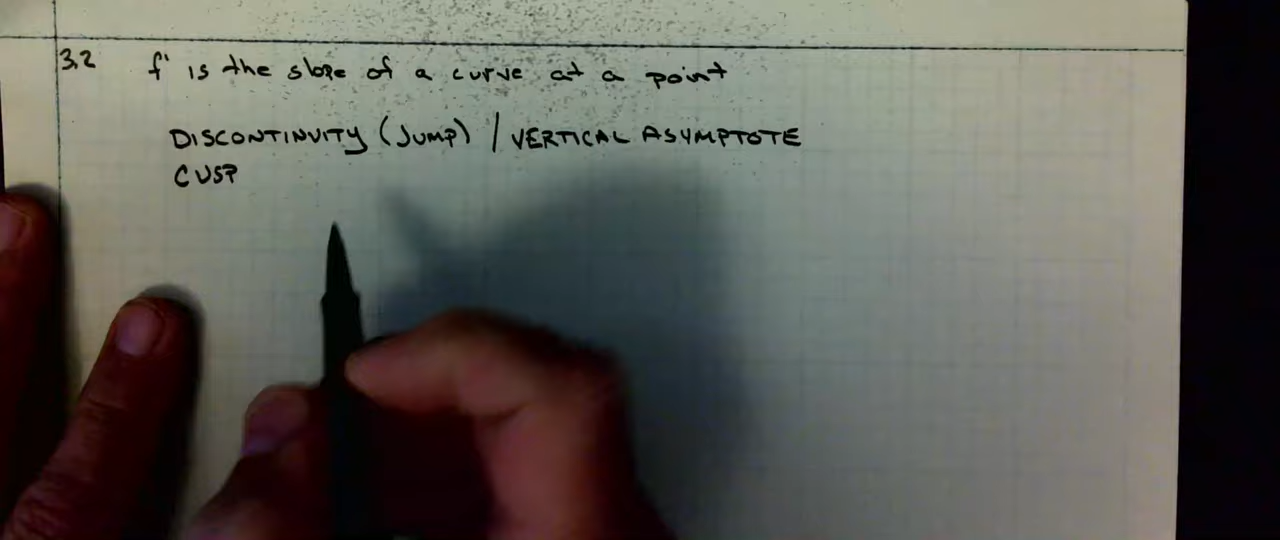 3.2 f' is the slope of a curve at a point
DISCONTINUITY (JUMP) / VERTICAL ASYMPTOTE
CUSP